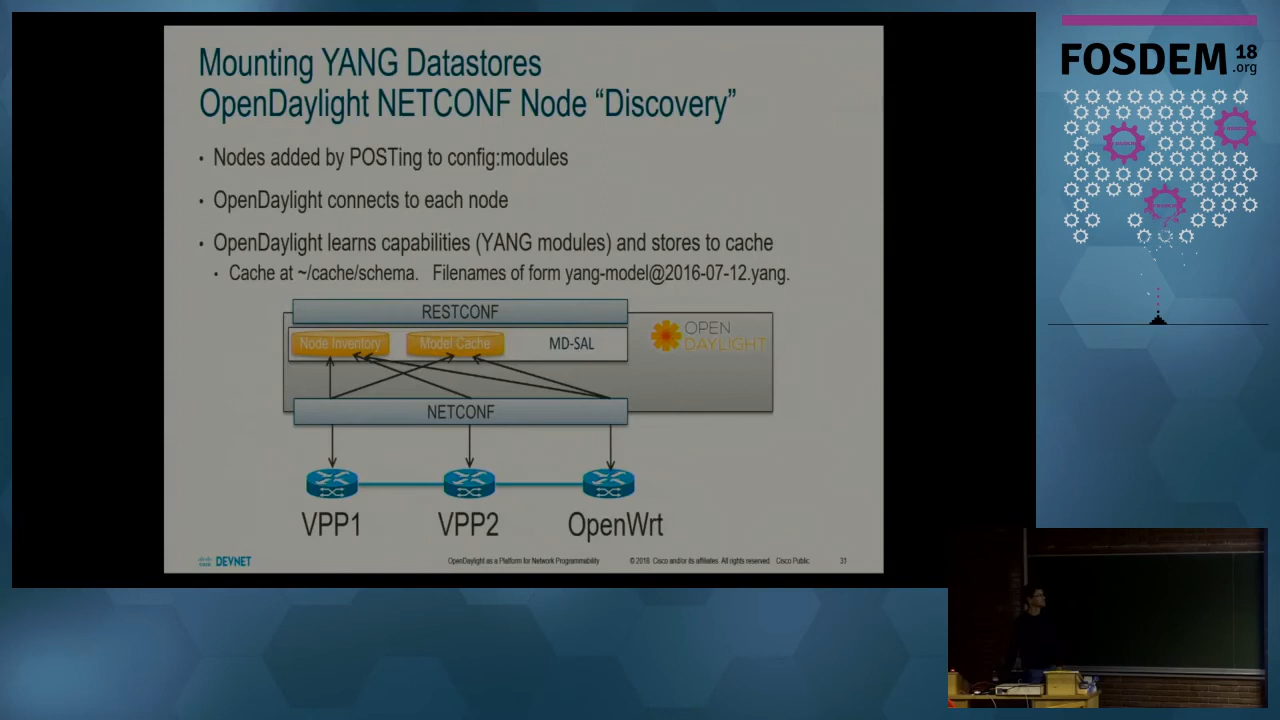 Mounting YANG Datastores
OpenDaylight NETCONF Node “Discovery”
• Nodes added by POSTing to config:modules
• OpenDaylight connects to each node
• OpenDaylight learns capabilities (YANG modules) and stores to cache
• Cache at ~/cache/schema. Filenames of form yang-model@2016-07-12.yang.
RESTCONF
Node Inventory
Model Cache
MD-SAL
OPEN
DAYLIGHT
NETCONF
VPP1
VPP2
OpenWrt
cisco DEVNET
OpenDaylight as a Platform for Network Programmability
© 2018 Cisco and/or its affiliates. All rights reserved. Cisco Public
31
FOSDEM 18
.org